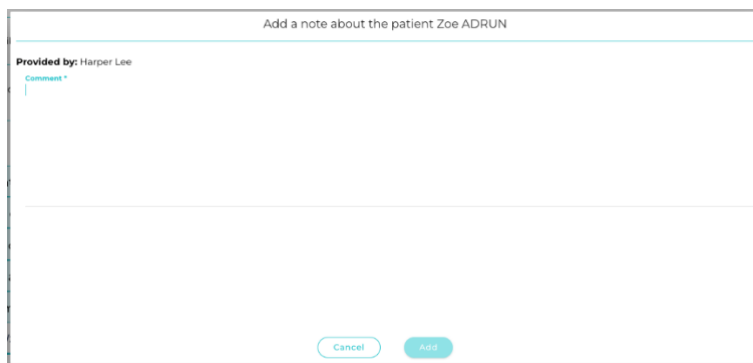 Add a note about the patient Zoe ADRUN
Provided by: Harper Lee
Comment *
Cancel
Add